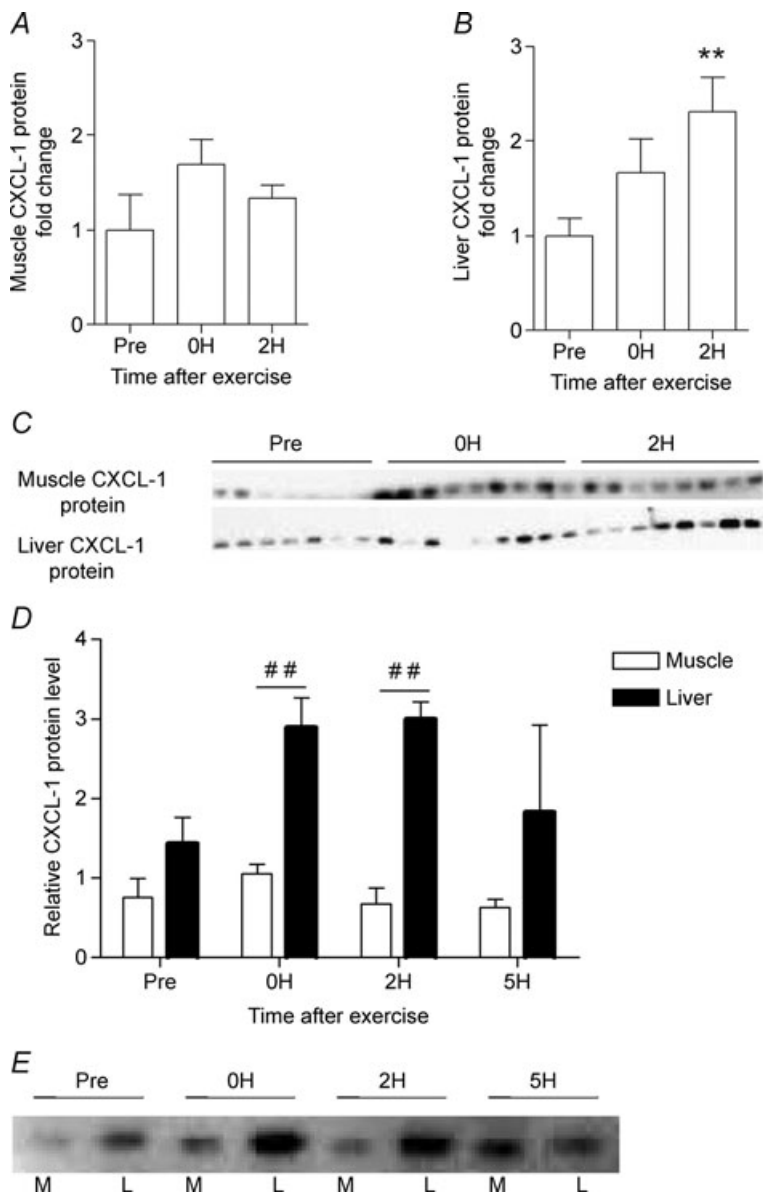 A
Muscle CXCL-1 protein
fold change
3
2
1
0
Pre 0H 2H
Time after exercise
B
Liver CXCL-1 protein
fold change
3
2
1
0
**
Pre 0H 2H
Time after exercise
C
Pre 0H 2H
Muscle CXCL-1
protein
Liver CXCL-1
protein
D
Relative CXCL-1 protein level
4
3
2
1
0
## ##
Muscle
Liver
Pre 0H 2H 5H
Time after exercise
E
Pre 0H 2H 5H
M L M L M L M L